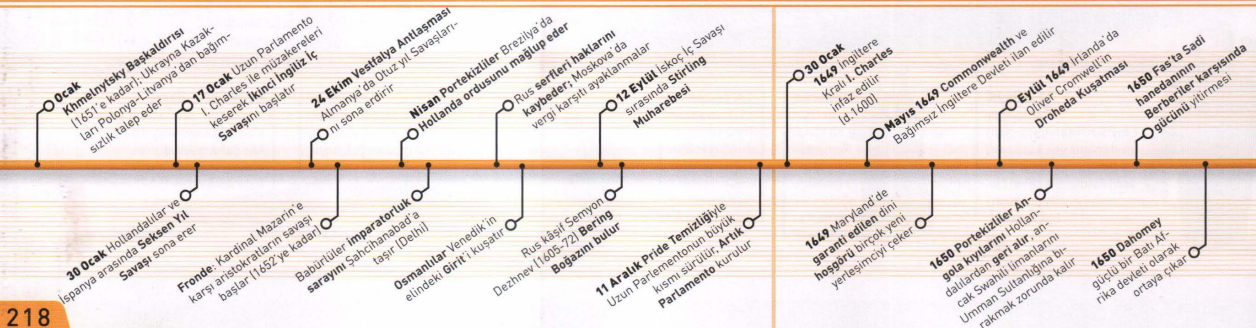 Ocak
Khmelnytsky Başkaldırısı
(1651'e kadar); Ukrayna Kazak-
ları Polonya-Litvanya'dan bağım-
sızlık talep eder
17 Ocak Uzun Parlamento
I. Charles ile müzakereleri
keserek İkinci İngiliz İç
Savaşını başlatır
24 Ekim Vestfalya Antlaşması
Almanya'da Otuz yıl Savaşları-
nı sona erdirir
Nisan Portekizliler Brezilya'da
Hollanda ordusunu mağlup eder
Rus serfleri haklarını
kaybeder; Moskova'da
vergi karşıtı ayaklanmalar
12 Eylül İskoç İç Savaşı
sırasında Stirling
Muharebesi
30 Ocak
1649 İngiltere
Kralı I. Charles
infaz edilir
(d.1600)
Mayıs 1649 Commonwealth ve
Bağımsız İngiltere Devleti ilan edilir
Eylül 1649 İrlanda'da
Oliver Cromwell'in
Droheda Kuşatması
1650 Fas'ta Sadi
hanedanının
Berberiler karşısında
gücünü yitirmesi
30 Ocak Hollandalılar ve
İspanya arasında Seksen Yıl
Savaşı sona erer
Fronde: Kardinal Mazarin'e
karşı aristokratların savaşı
başlar (1652'ye kadar)
Babürlüler İmparatorluk
sarayını Şahcihanabad'a
taşır (Delhi)
Osmanlılar Venedik'in
elindeki Girit'i kuşatır
Rus kâşif Semyon
Dezhnev (1605-72) Bering
Boğazını bulur
11 Aralık Pride Temizliğiyle
Uzun Parlementonun büyük
kısmı sürülür. Artık
Parlamento kurulur
1649 Maryland'de
garanti edilen dini
hoşgörü birçok yeni
yerleşimciyi çeker
1650 Portekizliler An-
gola kıyılarını Hollan-
dalılardan geri alır, an-
cak Swahili limanlarını
Umman Sultanlığına bı-
rakmak zorunda kalır
1650 Dahomey
güçlü bir Batı Af-
rika devleti olarak
ortaya çıkar
218